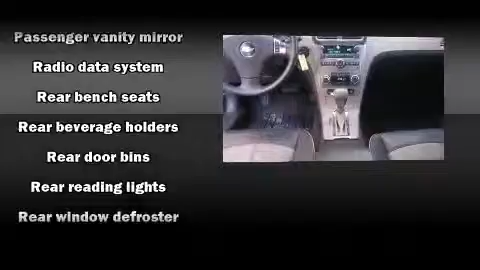 Passenger vanity mirror
Radio data system
Rear bench seats
Rear beverage holders
Rear door bins
Rear reading lights
Rear window defroster